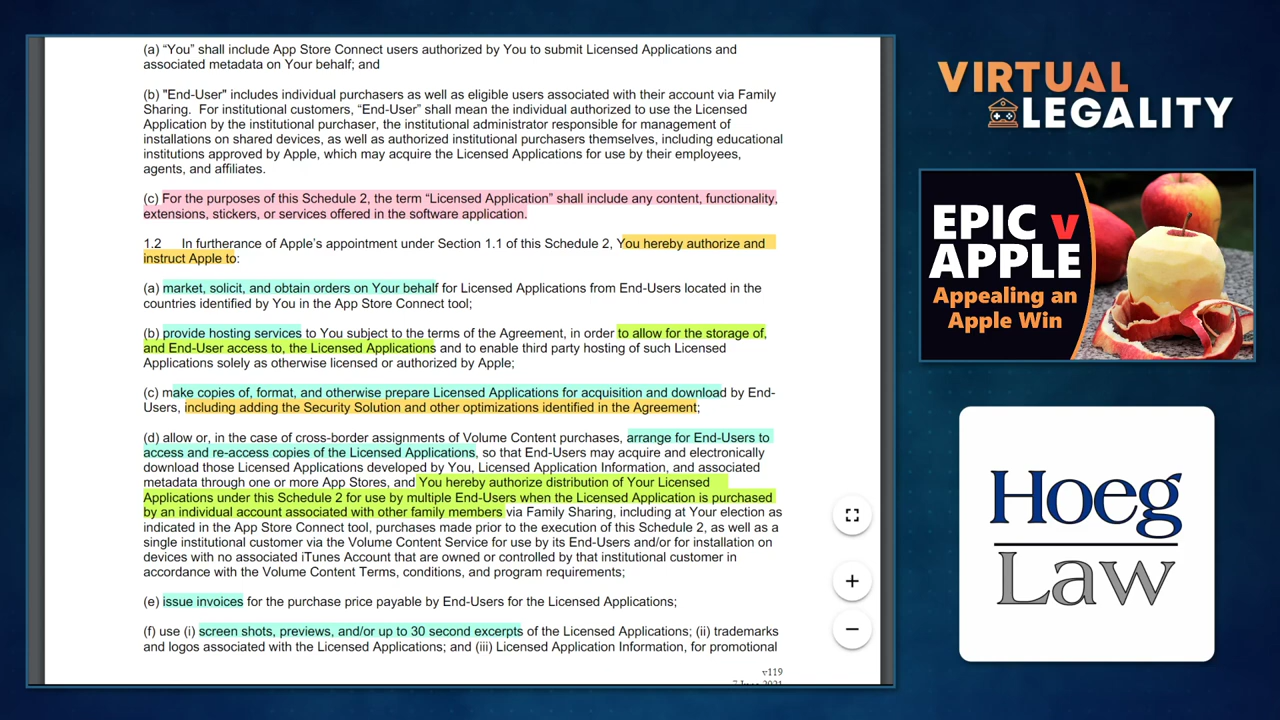 (a) “You” shall include App Store Connect users authorized by You to submit Licensed Applications and
associated metadata on Your behalf; and
(b) "End-User" includes individual purchasers as well as eligible users associated with their account via Family
Sharing. For institutional customers, “End-User” shall mean the individual authorized to use the Licensed
Application by the institutional purchaser, the institutional administrator responsible for management of
installations on shared devices, as well as authorized institutional purchasers themselves, including educational
institutions approved by Apple, which may acquire the Licensed Applications for use by their employees,
agents, and affiliates.
(c) For the purposes of this Schedule 2, the term “Licensed Application” shall include any content, functionality,
extensions, stickers, or services offered in the software application.
1.2 In furtherance of Apple’s appointment under Section 1.1 of this Schedule 2, You hereby authorize and
instruct Apple to:
(a) market, solicit, and obtain orders on Your behalf for Licensed Applications from End-Users located in the
countries identified by You in the App Store Connect tool;
(b) provide hosting services to You subject to the terms of the Agreement, in order to allow for the storage of,
and End-User access to, the Licensed Applications and to enable third party hosting of such Licensed
Applications solely as otherwise licensed or authorized by Apple;
(c) make copies of, format, and otherwise prepare Licensed Applications for acquisition and download by End-
Users, including adding the Security Solution and other optimizations identified in the Agreement;
(d) allow or, in the case of cross-border assignments of Volume Content purchases, arrange for End-Users to
access and re-access copies of the Licensed Applications, so that End-Users may acquire and electronically
download those Licensed Applications developed by You, Licensed Application Information, and associated
metadata through one or more App Stores, and You hereby authorize distribution of Your Licensed
Applications under this Schedule 2 for use by multiple End-Users when the Licensed Application is purchased
by an individual account associated with other family members via Family Sharing, including at Your election as
indicated in the App Store Connect tool, purchases made prior to the execution of this Schedule 2, as well as a
single institutional customer via the Volume Content Service for use by its End-Users and/or for installation on
devices with no associated iTunes Account that are owned or controlled by that institutional customer in
accordance with the Volume Content Terms, conditions, and program requirements;
(e) issue invoices for the purchase price payable by End-Users for the Licensed Applications;
(f) use (i) screen shots, previews, and/or up to 30 second excerpts of the Licensed Applications; (ii) trademarks
and logos associated with the Licensed Applications; and (iii) Licensed Application Information, for promotional
v119
7 June 2021
VIRTUAL
LEGALITY
EPIC v
APPLE
Appealing an
Apple Win
Hoeg
Law